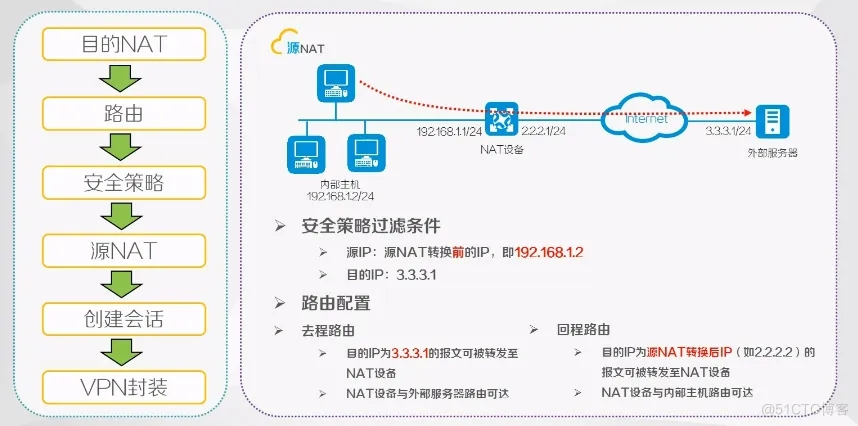 目的NAT
路由
安全策略
源NAT
创建会话
VPN封装
源NAT
192.168.1.1/24
2.2.2.1/24
Internet
3.3.3.1/24
NAT设备
外部服务器
内部主机
192.168.1.2/24
安全策略过滤条件
源IP：源NAT转换前的IP，即192.168.1.2
目的IP：3.3.3.1
路由配置
去程路由
目的IP为3.3.3.1的报文可被转发至
NAT设备
NAT设备与外部服务器路由可达
回程路由
目的IP为源NAT转换后IP（如2.2.2.2）的
报文可被转发至NAT设备
NAT设备与内部主机路由可达
@51CTO博客